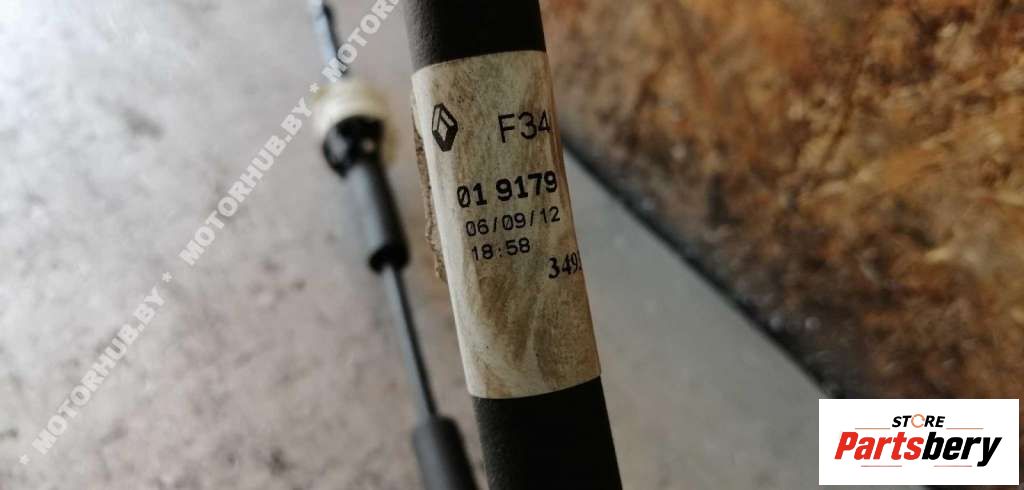 F34
01 9179
06/09/12
18:58
349
* MOTORHUB.BY * MOTORHUB.BY * MOTORHUB.BY *
STORE
Partsbery